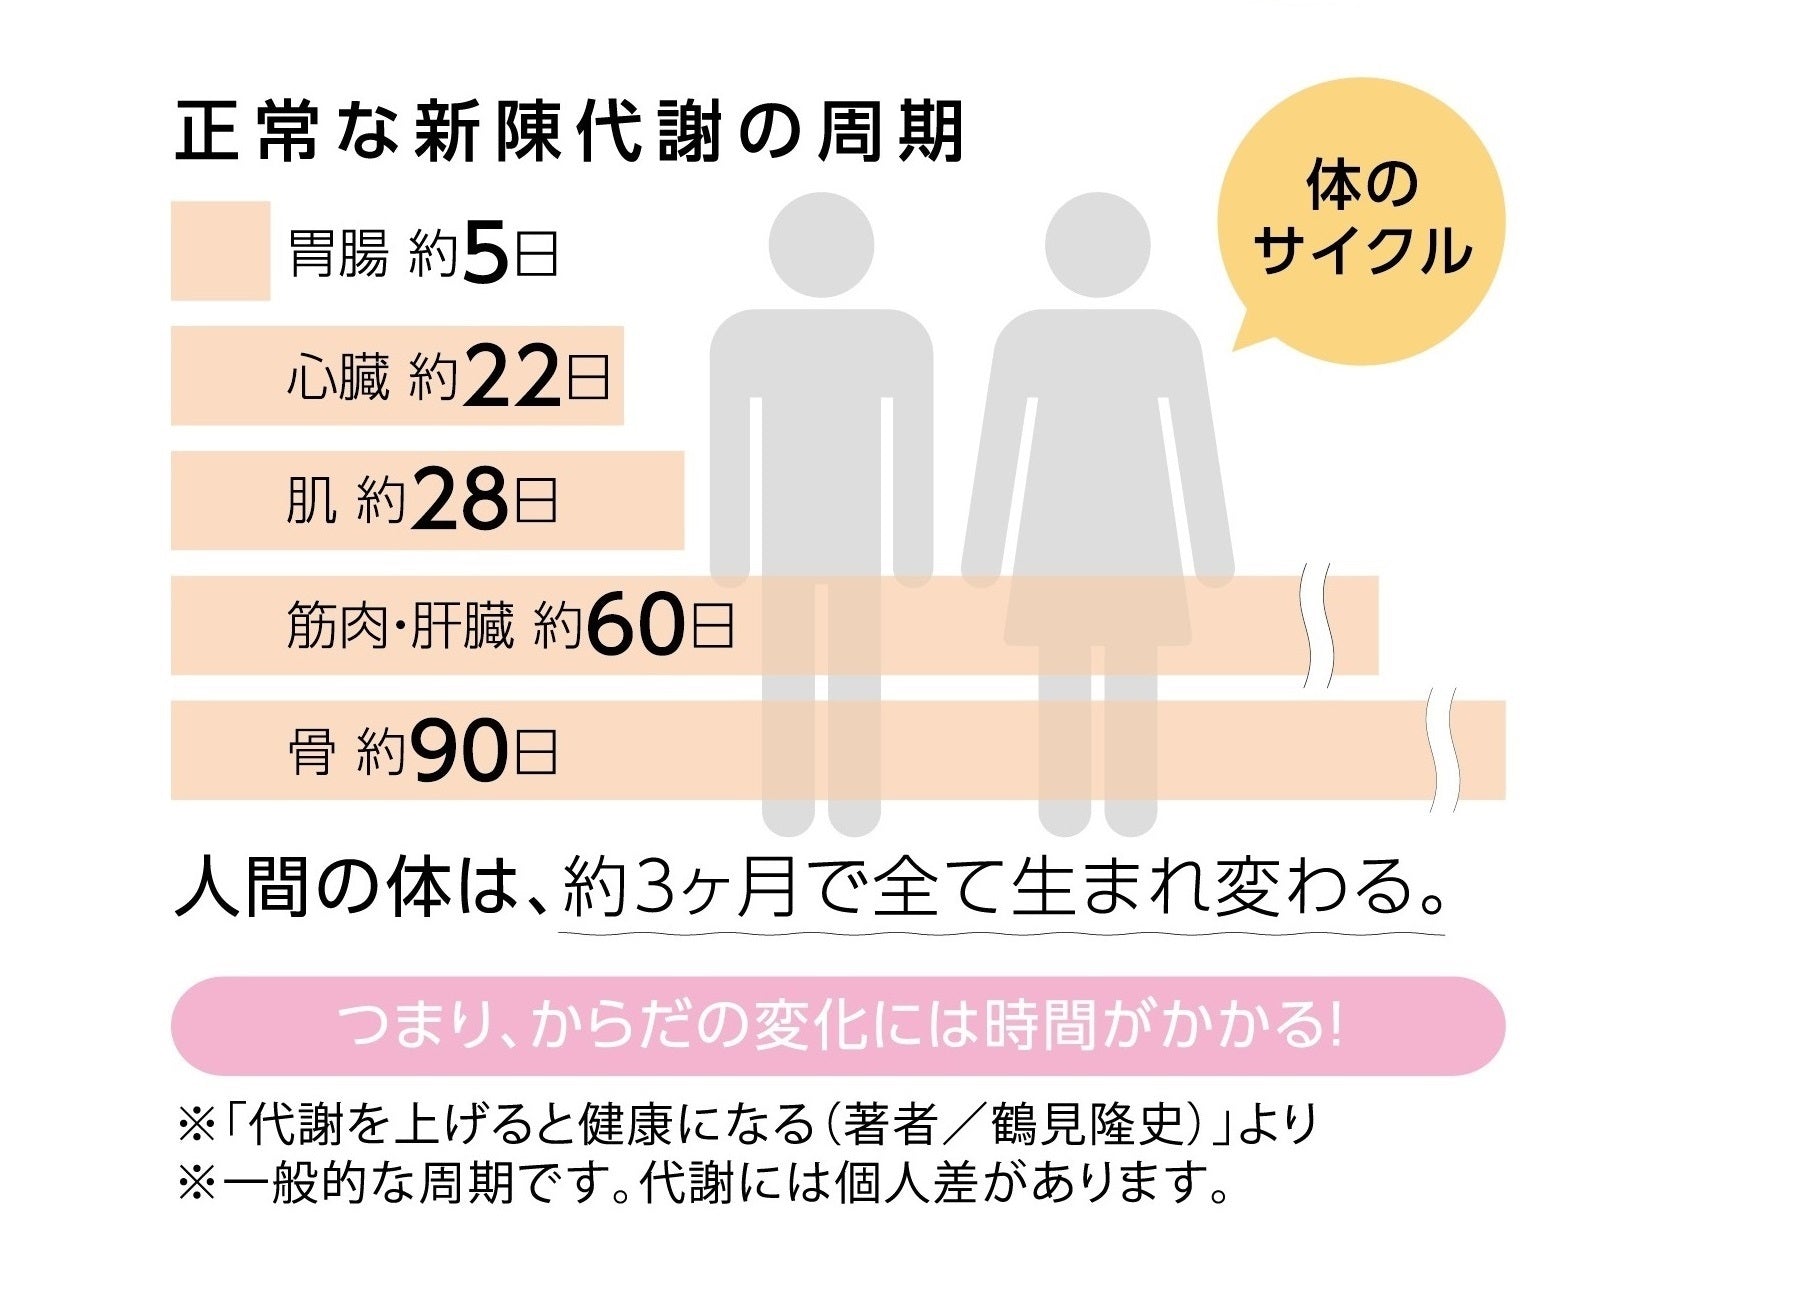 正常な新陳代謝の周期
体の
サイクル
胃腸 約5日
心臓 約22日
肌 約28日
筋肉・肝臓 約60日
骨 約90日
人間の体は、約3ヶ月で全て生まれ変わる。
つまり、からだの変化には時間がかかる!
※「代謝を上げると健康になる（著者／鶴見隆史）」より
※一般的な周期です。代謝には個人差があります。